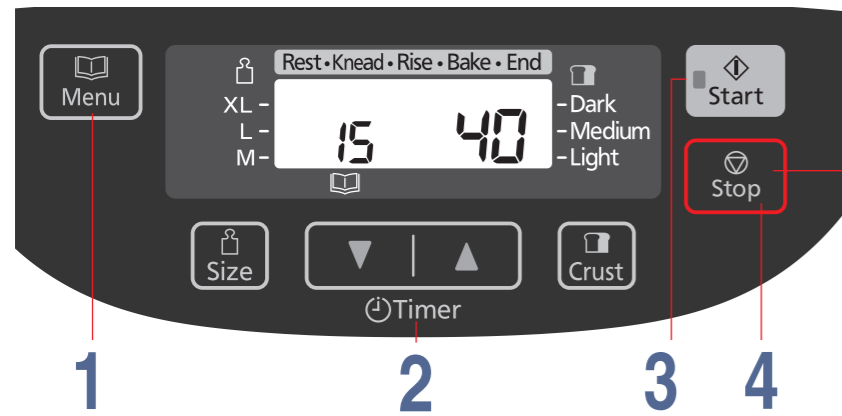 Menu
Rest • Knead • Rise • Bake • End
XL –
L –
M –
15 40
– Dark
– Medium
– Light
Start
Stop
Size
Crust
Timer
1 2 3 4